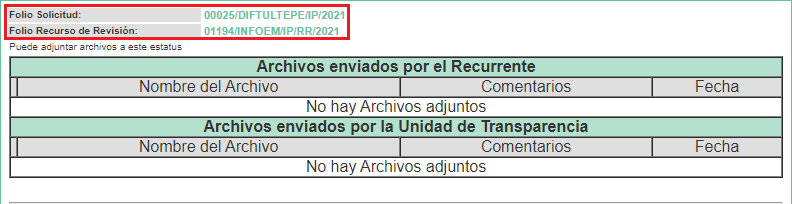 Folio Solicitud: 00025/DIFTULTEPE/IP/2021
Folio Recurso de Revisión: 01194/INFOEM/IP/RR/2021
Puede adjuntar archivos a este estatus
Archivos enviados por el Recurrente
Nombre del Archivo Comentarios Fecha
No hay Archivos adjuntos
Archivos enviados por la Unidad de Transparencia
Nombre del Archivo Comentarios Fecha
No hay Archivos adjuntos